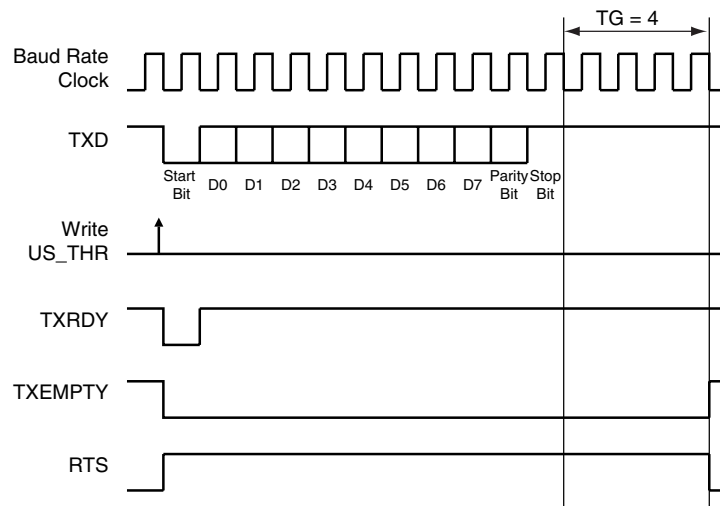 TG = 4
Baud Rate
Clock
TXD
Start
Bit
D0 D1 D2 D3 D4 D5 D6 D7
Parity
Bit
Stop
Bit
Write
US_THR
TXRDY
TXEMPTY
RTS